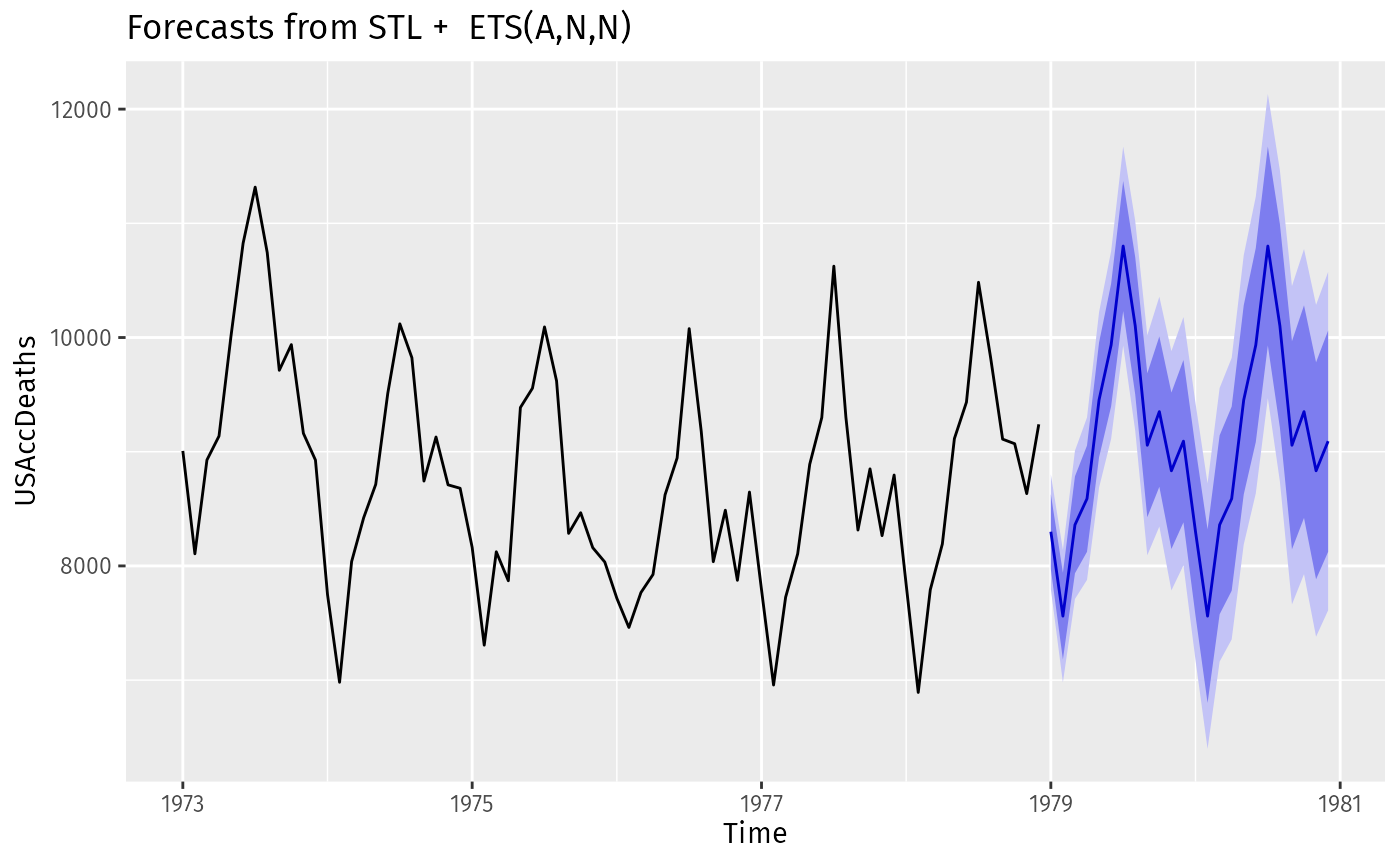 Forecasts from STL +  ETS(A,N,N)
12000
10000
8000
USAccDeaths
1973 1975 1977 1979 1981
Time